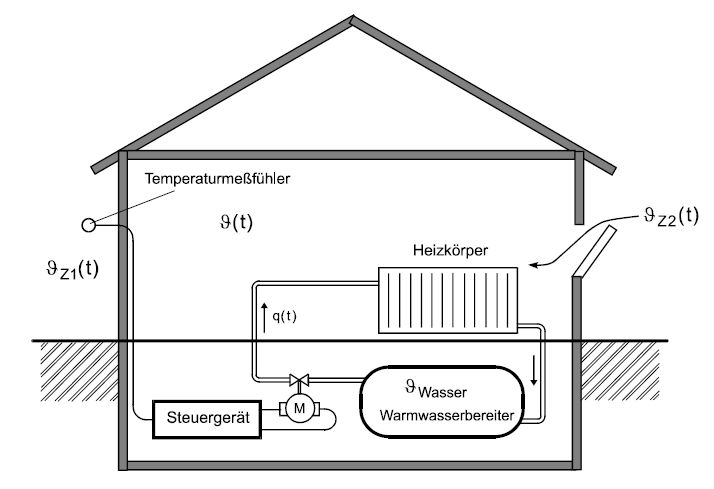 Temperaturmeßfühler
ϑ(t)
ϑZ2(t)
ϑZ1(t)
Heizkörper
q(t)
ϑWasser
Warmwasserbereiter
M
Steuergerät